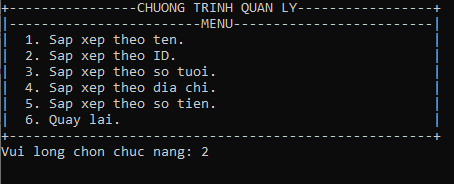 +----------------CHUONG TRINH QUAN LY----------------+
|--------------------------MENU------------------------|
| 1. Sap xep theo ten. |
| 2. Sap xep theo ID. |
| 3. Sap xep theo so tuoi. |
| 4. Sap xep theo dia chi. |
| 5. Sap xep theo so tien. |
| 6. Quay lai. |
+----------------------------------------------------+
Vui long chon chuc nang: 2